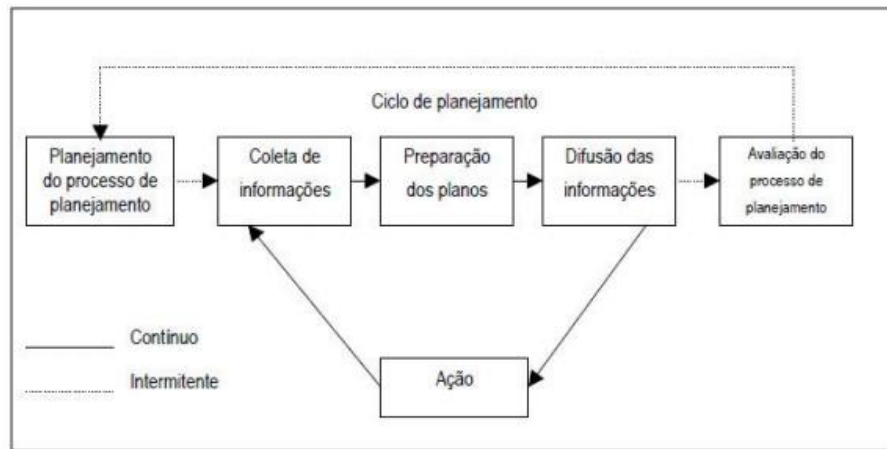 Ciclo de planejamento
Planejamento
do processo de
planejamento
Coleta de
informações
Preparação
dos planos
Difusão das
informações
Avaliação do
processo de
planejamento
Contínuo
Intermitente
Ação